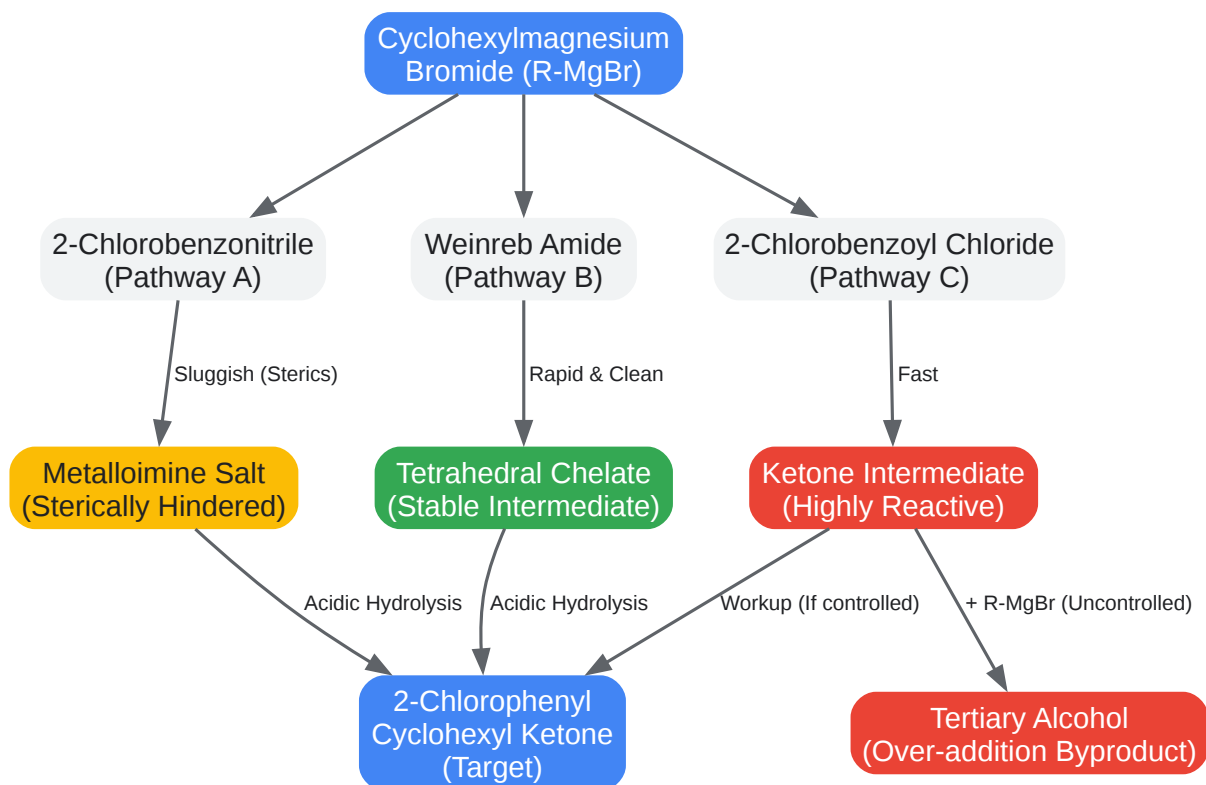 Cyclohexylmagnesium
Bromide (R-MgBr)
2-Chlorobenzonitrile
(Pathway A)
Weinreb Amide
(Pathway B)
2-Chlorobenzoyl Chloride
(Pathway C)
Sluggish (Sterics)
Rapid & Clean
Fast
Metalloimine Salt
(Sterically Hindered)
Tetrahedral Chelate
(Stable Intermediate)
Ketone Intermediate
(Highly Reactive)
Acidic Hydrolysis
Acidic Hydrolysis
Workup (If controlled)
+ R-MgBr (Uncontrolled)
2-Chlorophenyl
Cyclohexyl Ketone
(Target)
Tertiary Alcohol
(Over-addition Byproduct)